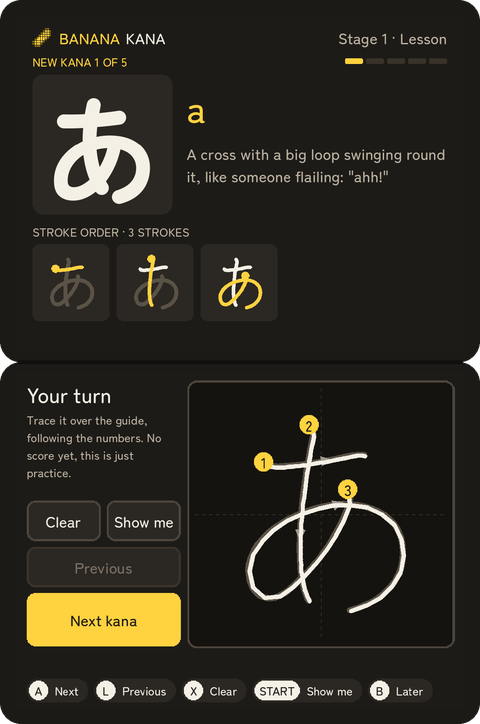 BANANA KANA
Stage 1 · Lesson
NEW KANA 1 OF 5
あ
a
A cross with a big loop swinging round
it, like someone flailing: "ahh!"
STROKE ORDER · 3 STROKES
あ あ あ
Your turn
Trace it over the guide,
following the numbers. No
score yet, this is just
practice.
Clear
Show me
Previous
Next kana
1
2
3
あ
A Next
L Previous
X Clear
START Show me
B Later